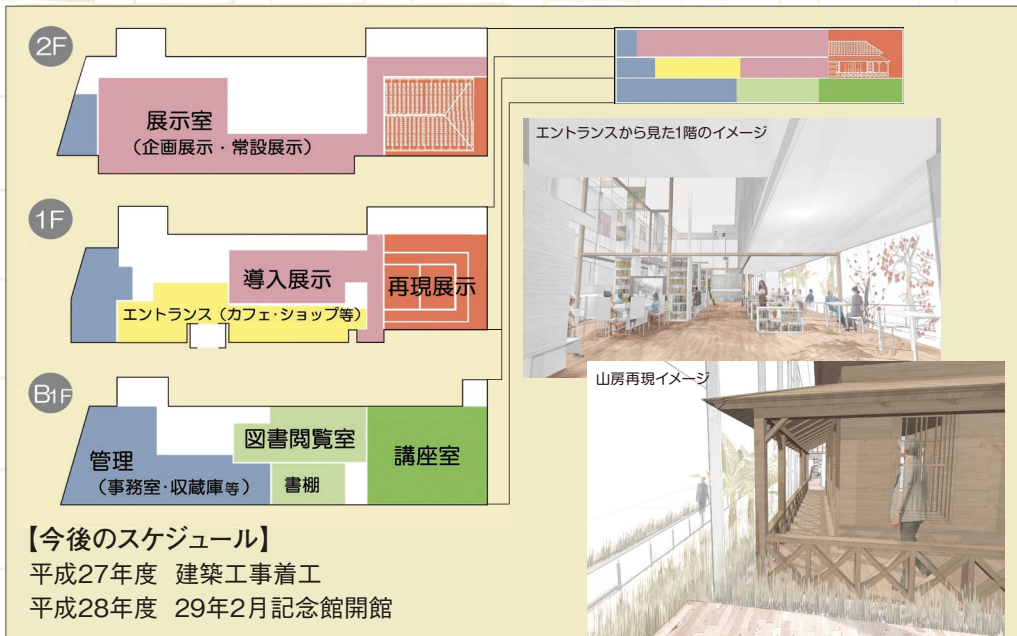 2F
展示室
（企画展示・常設展示）
1F
導入展示
再現展示
エントランス（カフェ・ショップ等）
B1F
図書閲覧室
講座室
管理
（事務室・収蔵庫等）
書棚
エントランスから見た1階のイメージ
山房再現イメージ
【今後のスケジュール】
平成27年度 建築工事着工
平成28年度 29年2月記念館開館